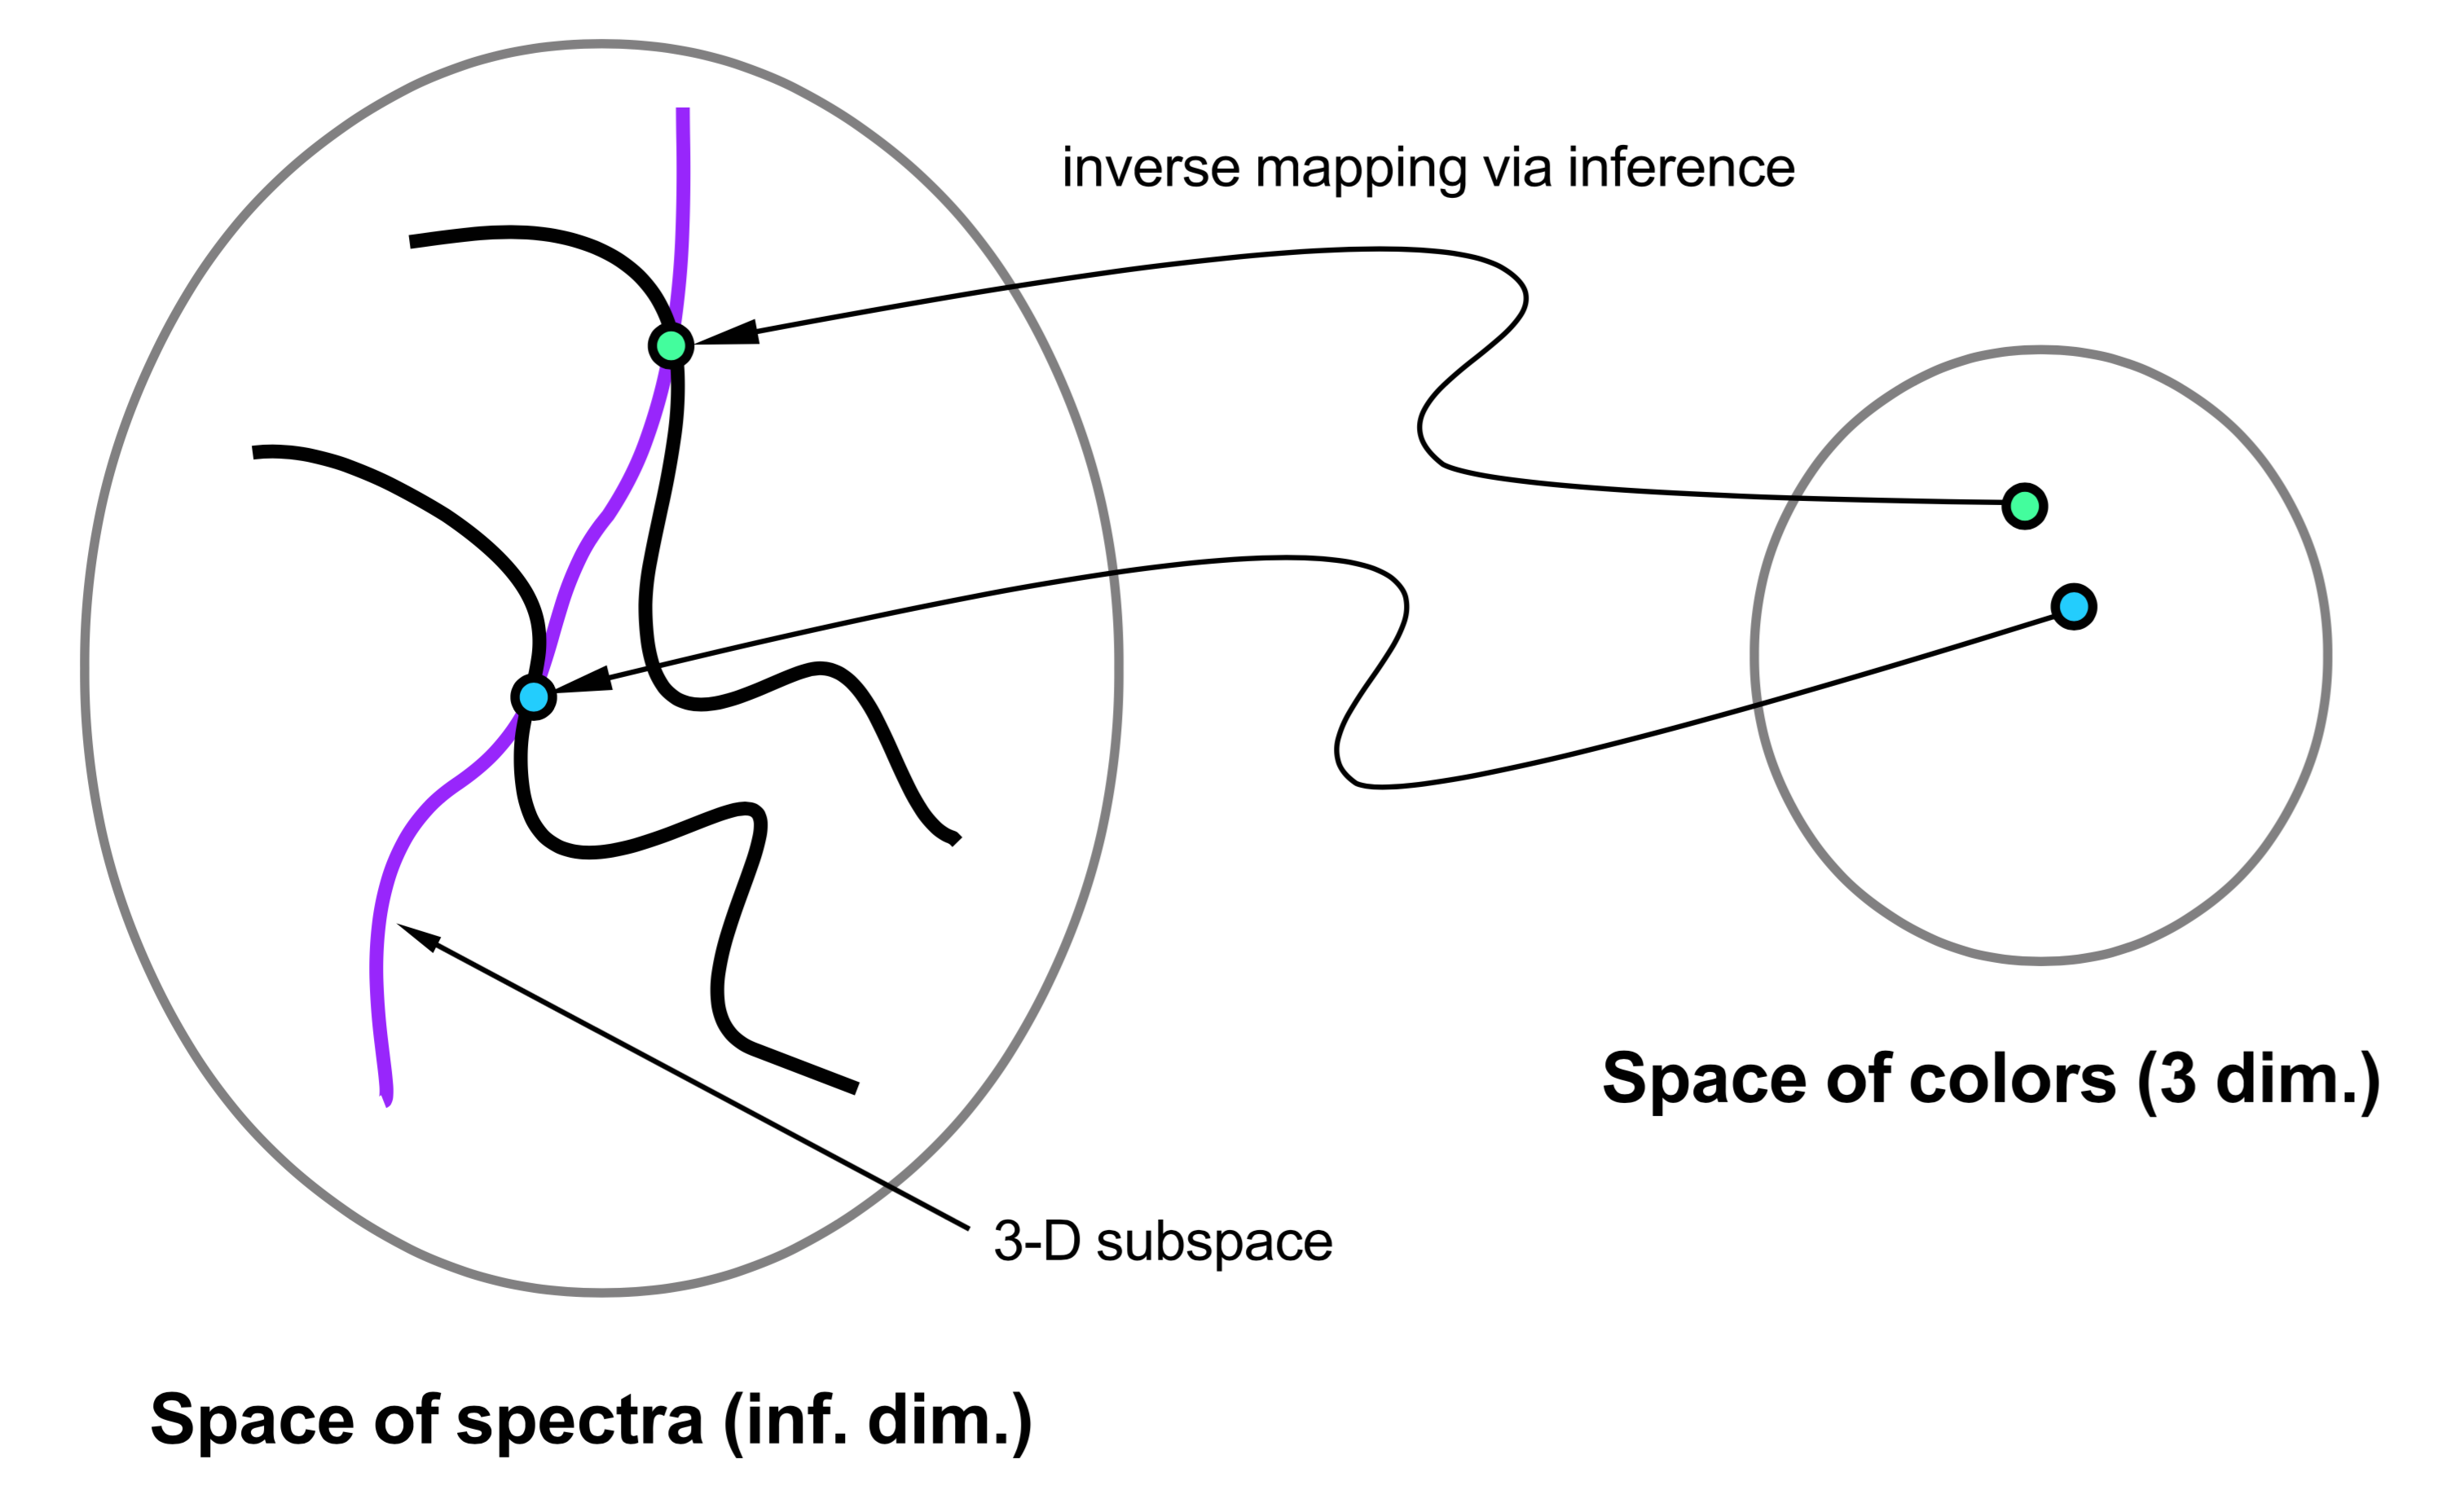 inverse mapping via inference
Space of colors (3 dim.)
3-D subspace
Space of spectra (inf. dim.)